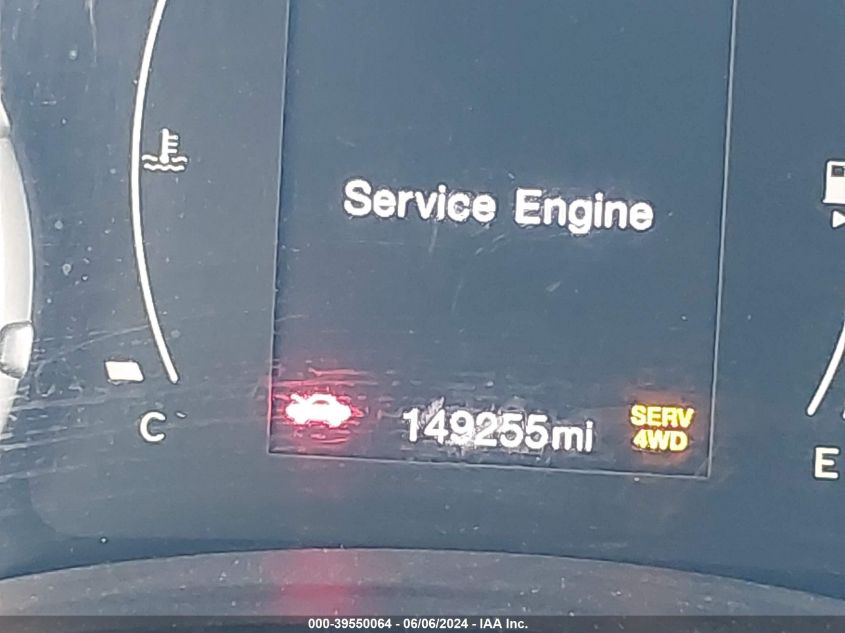 Service Engine
149255mi
SERV
4WD
C
E
000-39550064 - 06/06/2024 - IAA Inc.